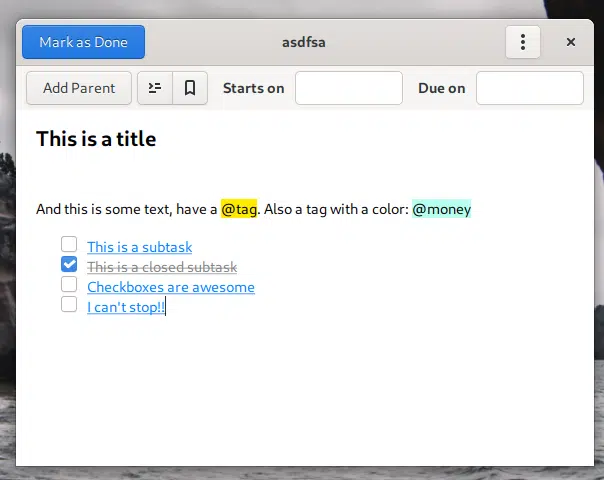 Mark as Done
asdfsa
Add Parent
Starts on
Due on
This is a title
And this is some text, have a @tag. Also a tag with a color: @money
This is a subtask
This is a closed subtask
Checkboxes are awesome
I can't stop!!